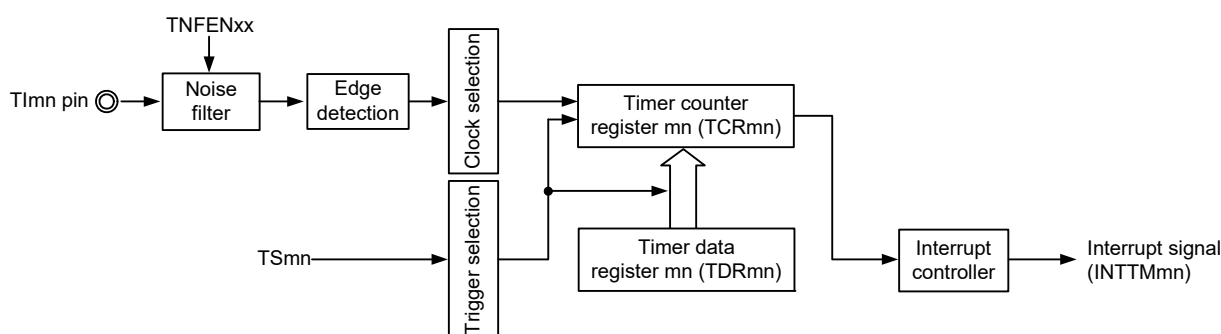 TNFENxx
TImn pin
Noise
filter
Edge
detection
Clock selection
Timer counter
register mn (TCRmn)
TSmn
Trigger selection
Timer data
register mn (TDRmn)
Interrupt
controller
Interrupt signal
(INTTMmn)